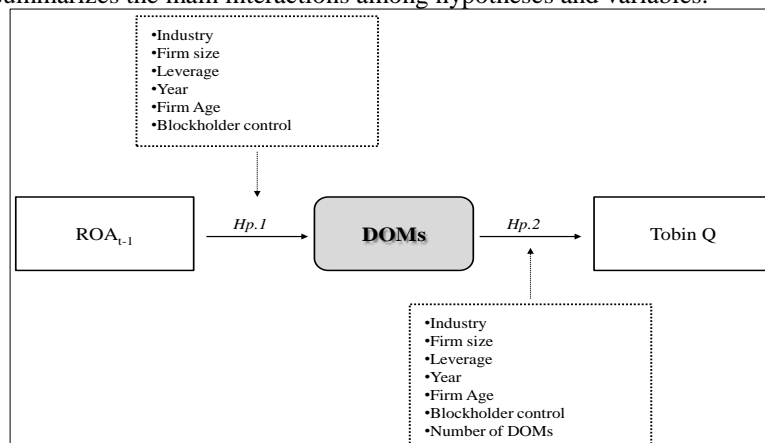 summarizes the main interactions among hypotheses and variables.
•Industry
•Firm size
•Leverage
•Year
•Firm Age
•Blockholder control
ROAt-1
Hp.1
DOMs
Hp.2
Tobin Q
•Industry
•Firm size
•Leverage
•Year
•Firm Age
•Blockholder control
•Number of DOMs